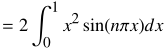 = 2 ∫₀¹ x² sin(nπx)dx